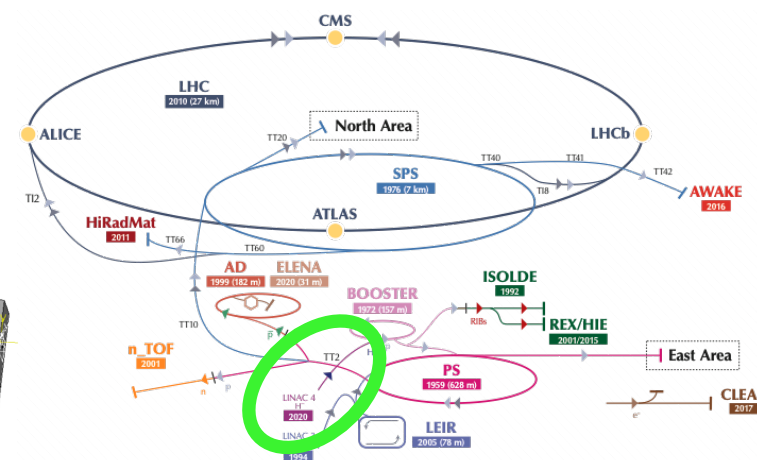 CMS
LHC
2010 (27 km)
ALICE
TT20
North Area
LHCb
TT40
TT41
TT42
SPS
1976 (7 km)
TI8
AWAKE
2016
TI2
HiRadMat
2011
ATLAS
TT66
TT60
AD
1999 (182 m)
ELENA
2020 (31 m)
ISOLDE
1992
BOOSTER
1972 (157 m)
RIBs
REX/HIE
2001/2015
TT10
p
n_TOF
2001
TT2
H
p
East Area
PS
1959 (628 m)
n
p
LINAC 4
H⁻
2020
CLEA
2017
e⁻
LEIR
2005 (78 m)
LINAC
1994